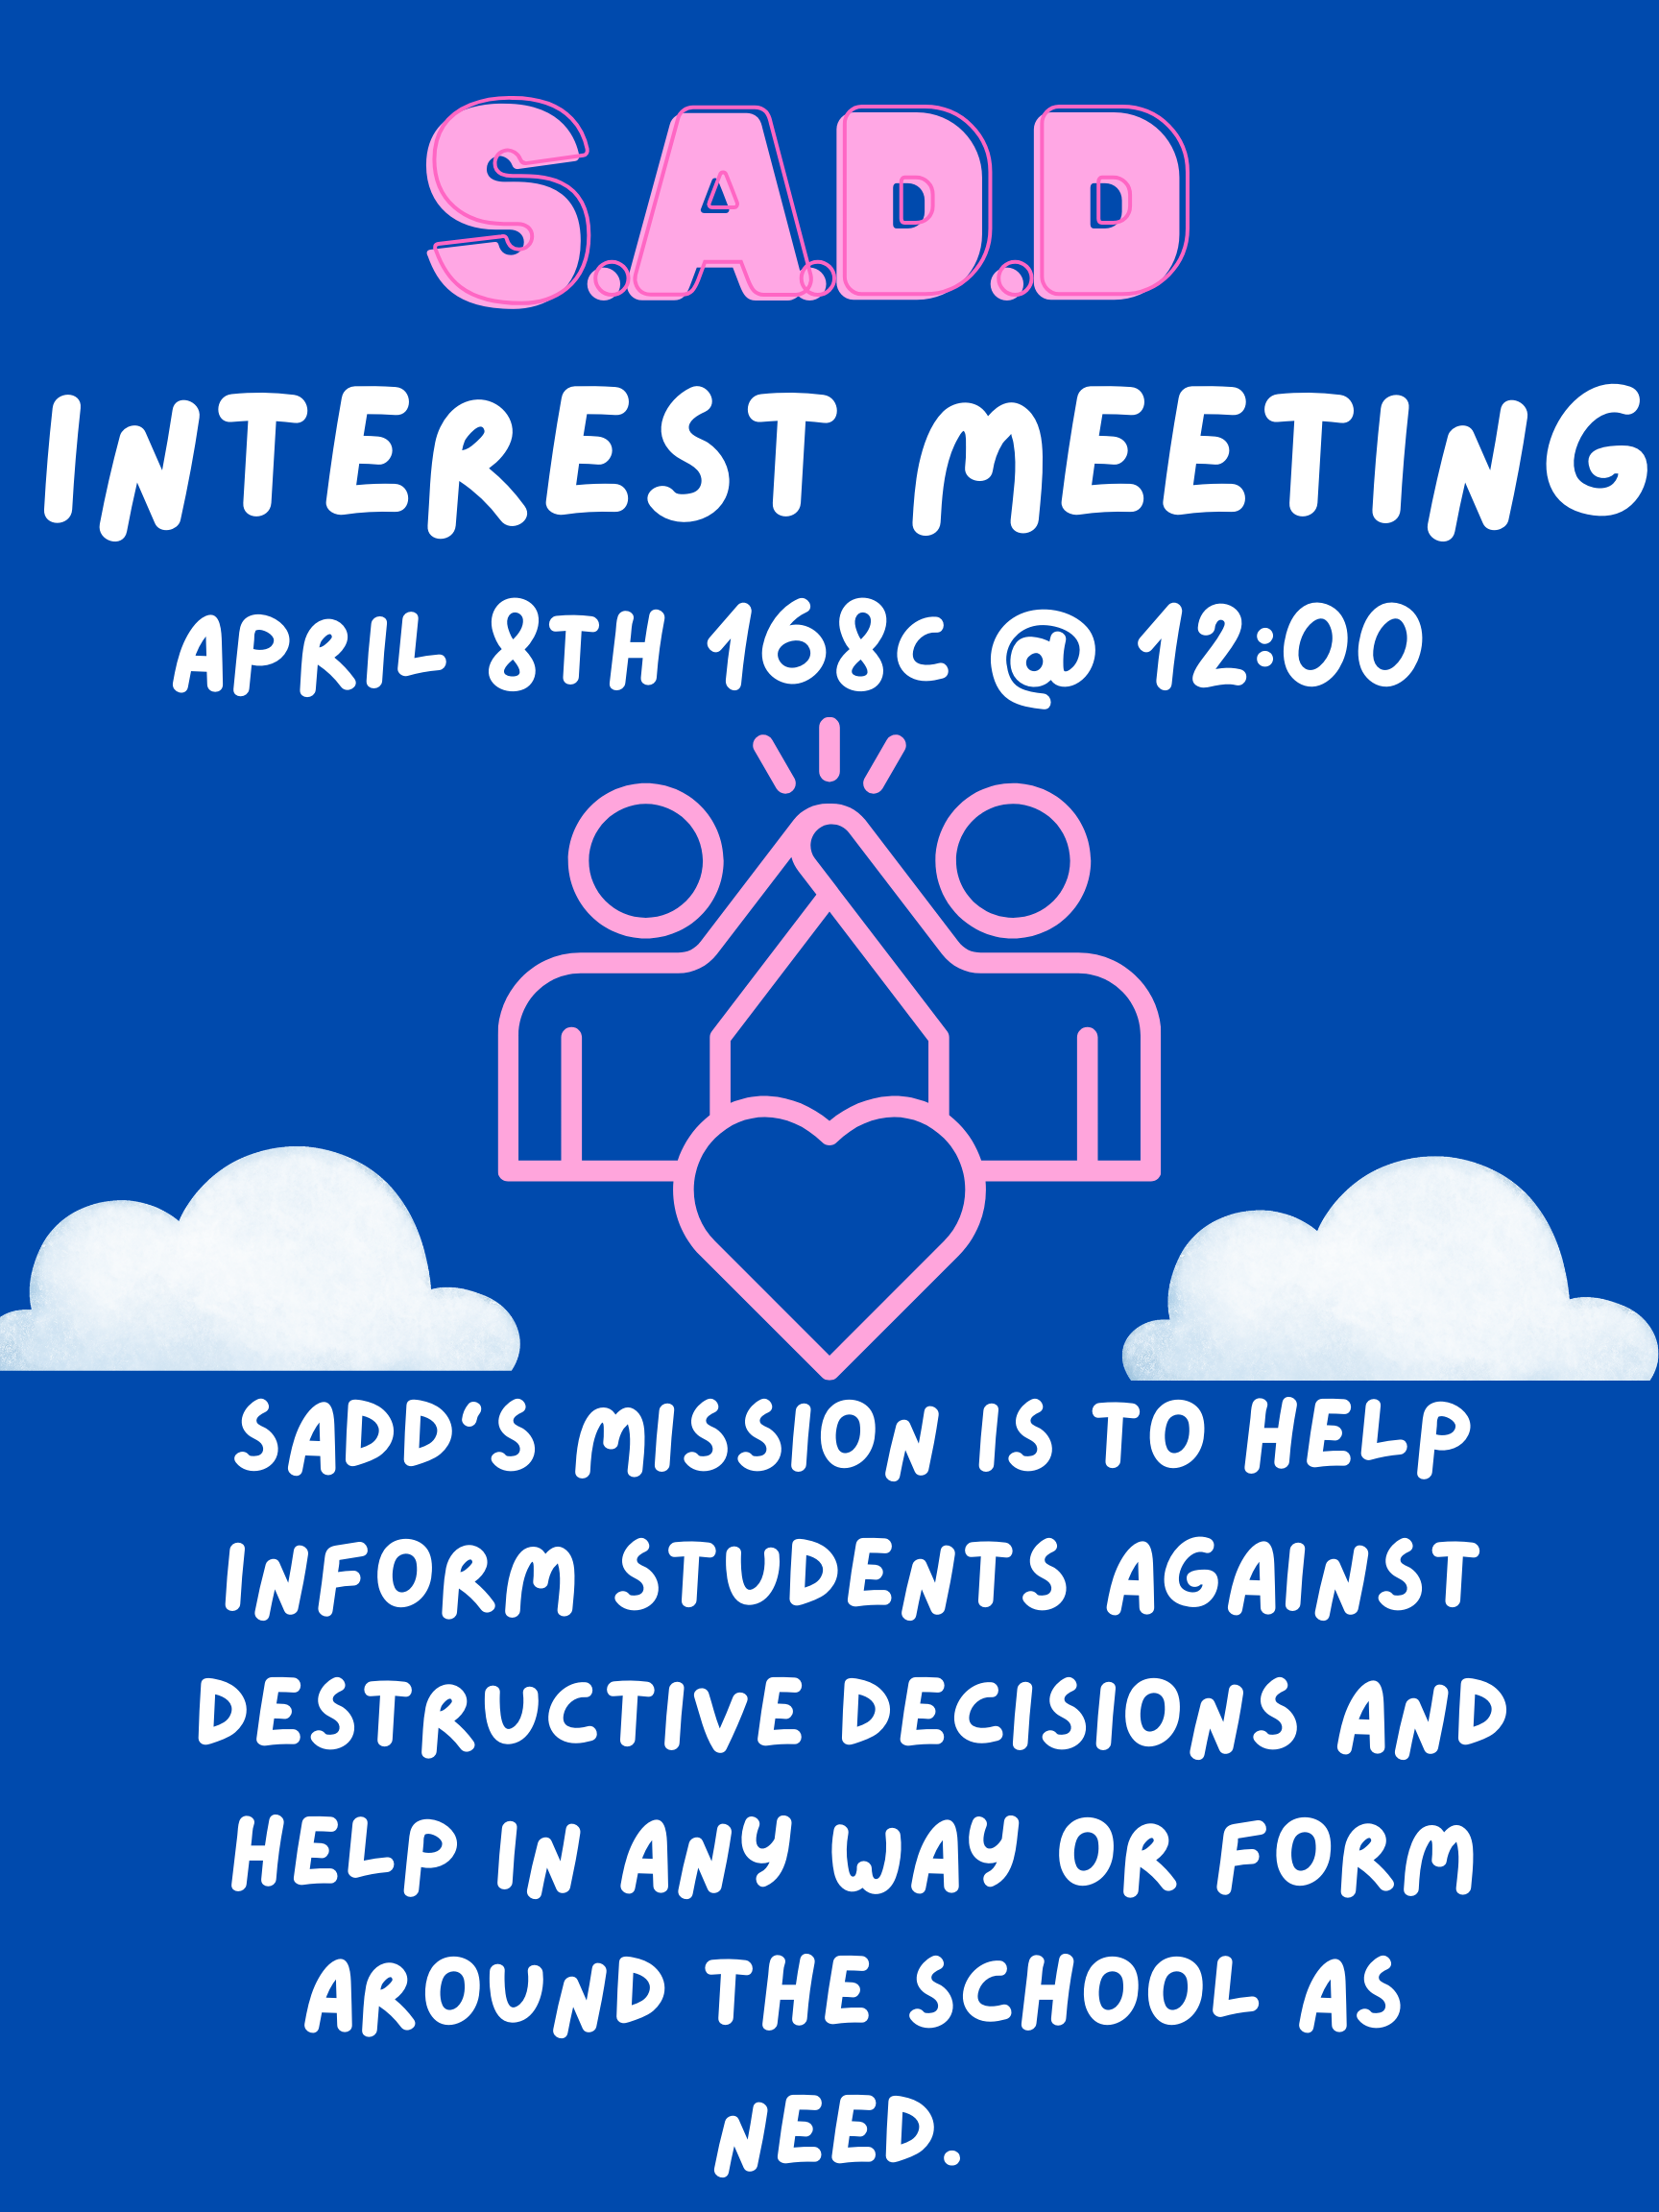 S.A.D.D
INTEREST MEETING
APRIL 8TH 168C @ 12:00
SADD'S MISSION IS TO HELP
INFORM STUDENTS AGAINST
DESTRUCTIVE DECISIONS AND
HELP IN ANY WAY OR FORM
AROUND THE SCHOOL AS
NEED.